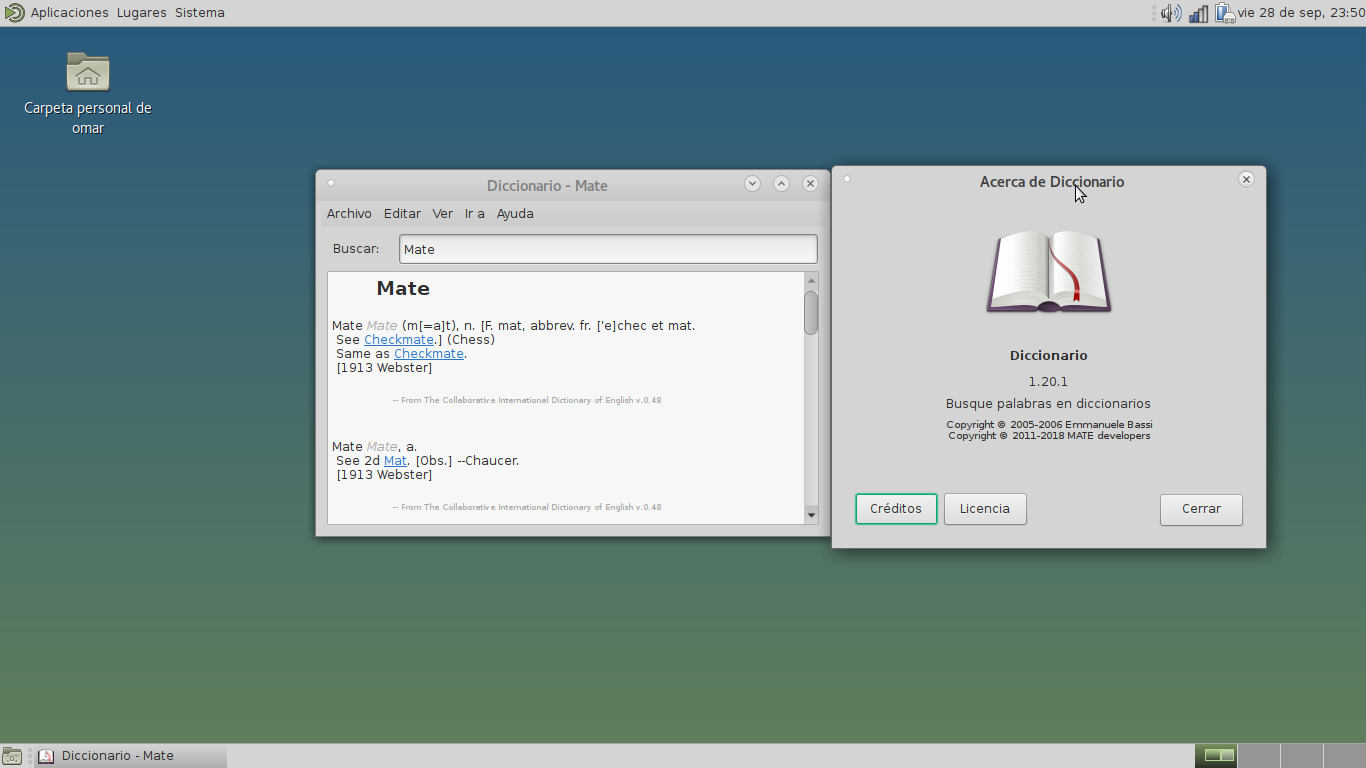 Aplicaciones Lugares Sistema
vie 28 de sep, 23:50
Carpeta personal de
omar
Diccionario - Mate
Archivo Editar Ver Ir a Ayuda
Buscar: Mate
Mate
Mate Mate (m[=a]t), n. [F. mat, abbrev. fr. ['e]chec et mat.
See Checkmate.] (Chess)
Same as Checkmate.
[1913 Webster]
-- From The Collaborative International Dictionary of English v.0.48
Mate Mate, a.
See 2d Mat. [Obs.] --Chaucer.
[1913 Webster]
-- From The Collaborative International Dictionary of English v.0.48
Acerca de Diccionario
Diccionario
1.20.1
Busque palabras en diccionarios
Copyright © 2005-2006 Emmanuele Bassi
Copyright © 2011-2018 MATE developers
Créditos Licencia Cerrar
Diccionario - Mate